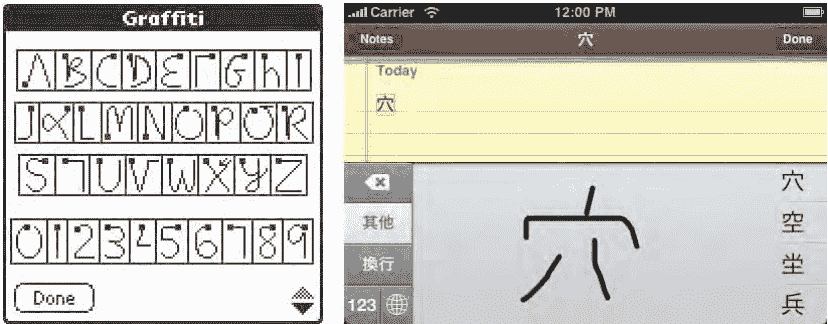 Graffiti
A B C D E F G H I
J K L M N O P Q R
S T U V W X Y Z
0 1 2 3 4 5 6 7 8 9
Done
Carrier 12:00 PM
Notes 穴 Done
Today
穴
穴
其他 空
換行 坐
123 兵
穴